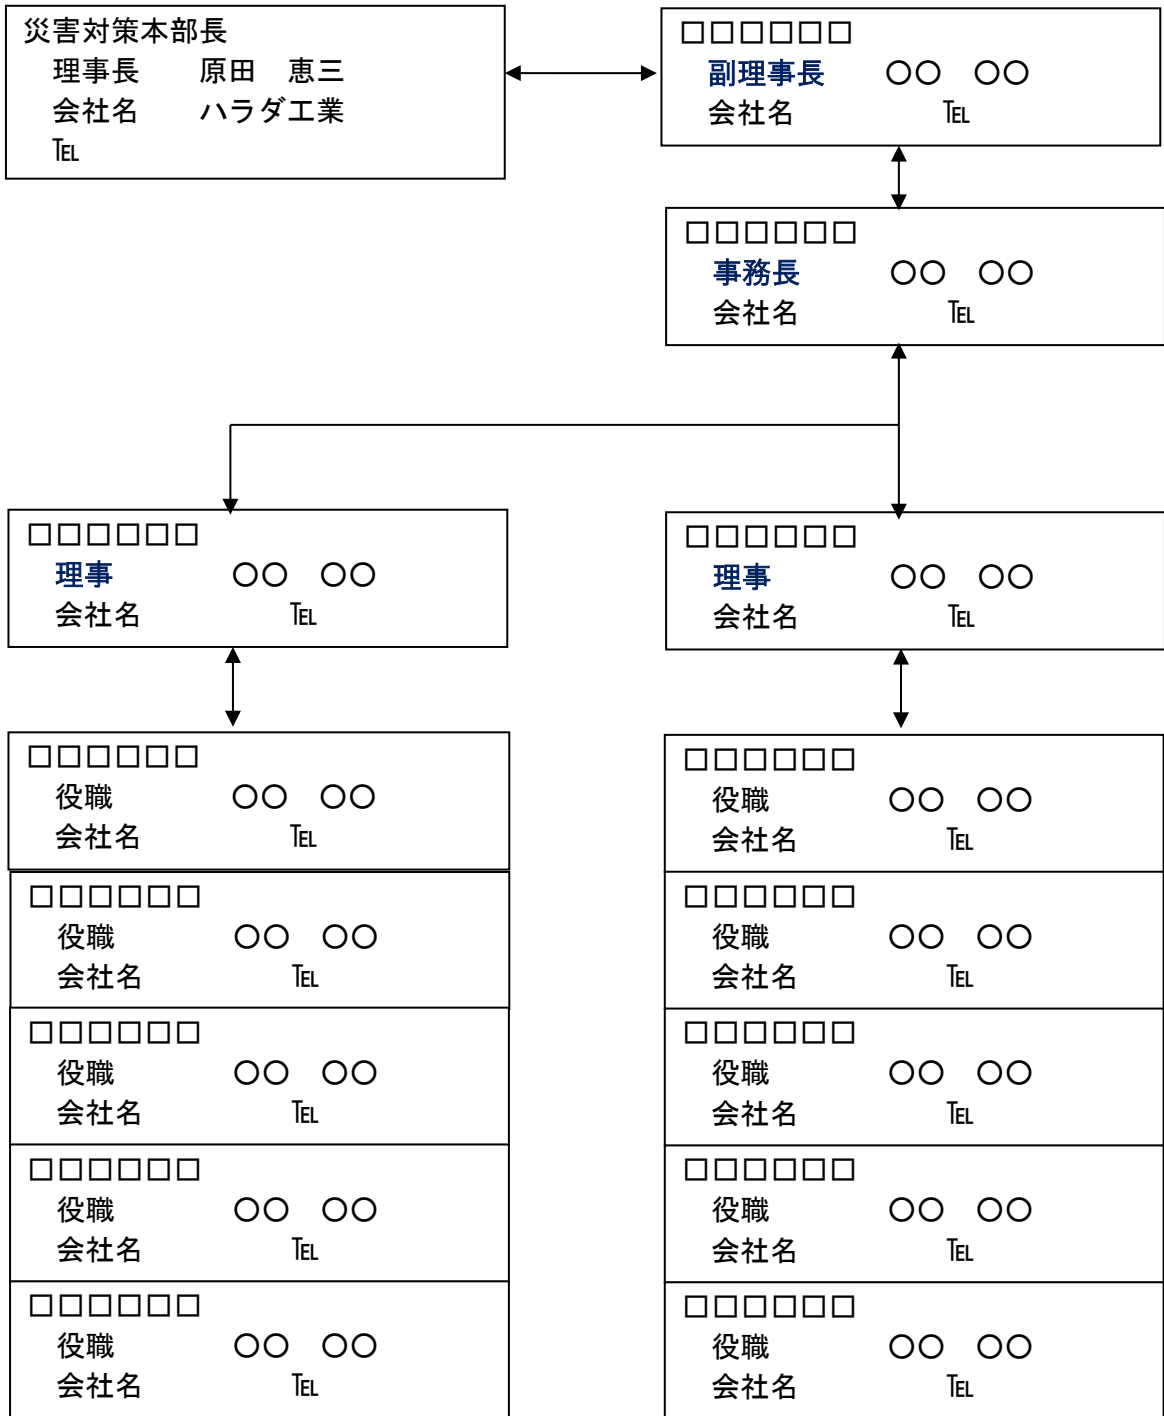 災害対策本部長
理事長　　原田　恵三
会社名　　ハラダ工業
℡
□□□□□□
副理事長　　○○　○○
会社名　　　　　℡
□□□□□□
事務長　　　○○　○○
会社名　　　　　℡
□□□□□□
理事　　　　○○　○○
会社名　　　　　℡
□□□□□□
理事　　　　○○　○○
会社名　　　　　℡
□□□□□□
役職　　　　○○　○○
会社名　　　　　℡
□□□□□□
役職　　　　○○　○○
会社名　　　　　℡
□□□□□□
役職　　　　○○　○○
会社名　　　　　℡
□□□□□□
役職　　　　○○　○○
会社名　　　　　℡
□□□□□□
役職　　　　○○　○○
会社名　　　　　℡
□□□□□□
役職　　　　○○　○○
会社名　　　　　℡
□□□□□□
役職　　　　○○　○○
会社名　　　　　℡
□□□□□□
役職　　　　○○　○○
会社名　　　　　℡
□□□□□□
役職　　　　○○　○○
会社名　　　　　℡
□□□□□□
役職　　　　○○　○○
会社名　　　　　℡